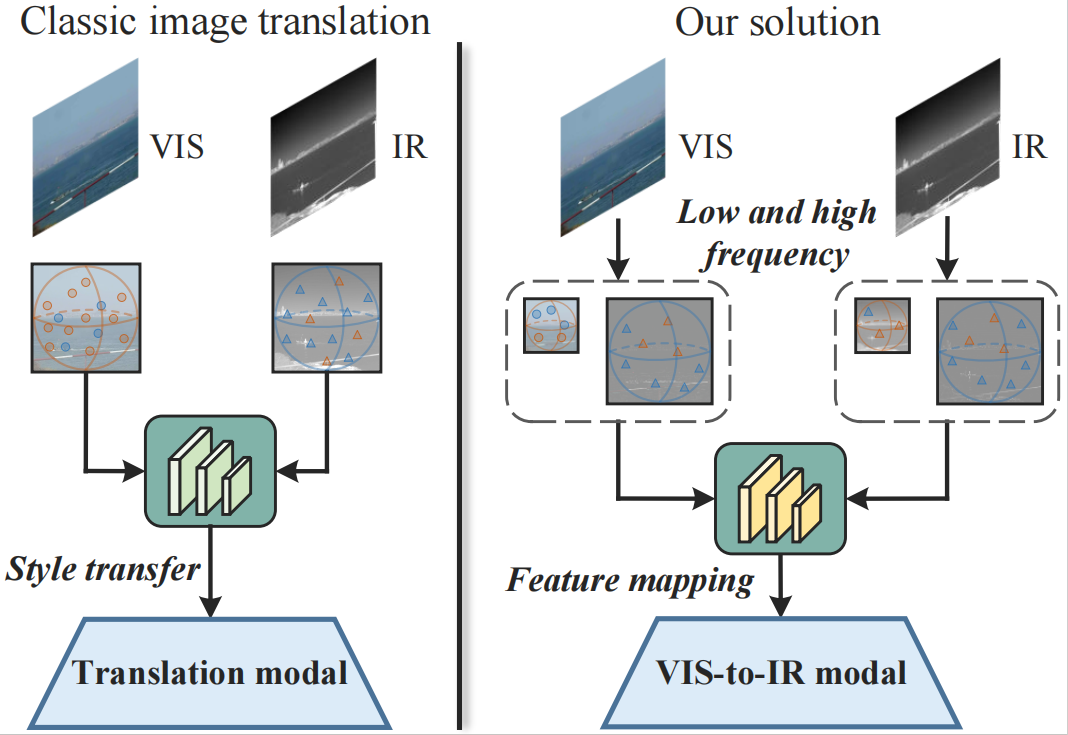 Classic image translation
VIS
IR
Style transfer
Translation modal
Our solution
VIS
IR
Low and high
frequency
Feature mapping
VIS-to-IR modal